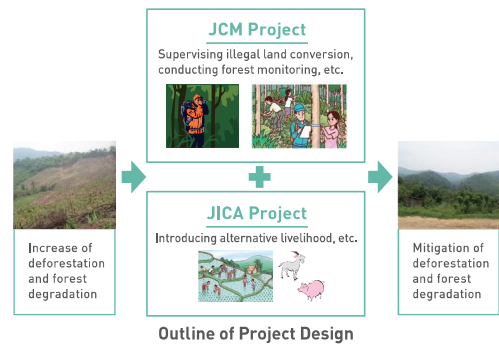 JCM Project
Supervising illegal land conversion,
conducting forest monitoring, etc.
Increase of
deforestation
and forest
degradation
JICA Project
Introducing alternative livelihood, etc.
Mitigation of
deforestation
and forest
degradation
Outline of Project Design